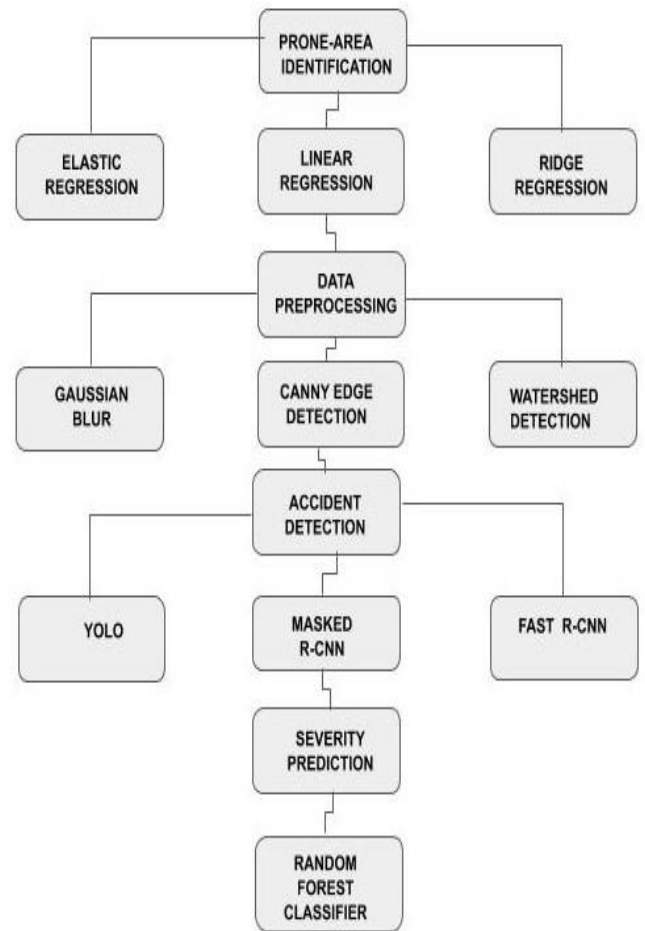 PRONE-AREA
IDENTIFICATION
ELASTIC
REGRESSION
LINEAR
REGRESSION
RIDGE
REGRESSION
DATA
PREPROCESSING
GAUSSIAN
BLUR
CANNY EDGE
DETECTION
WATERSHED
DETECTION
ACCIDENT
DETECTION
YOLO
MASKED
R-CNN
FAST R-CNN
SEVERITY
PREDICTION
RANDOM
FOREST
CLASSIFIER